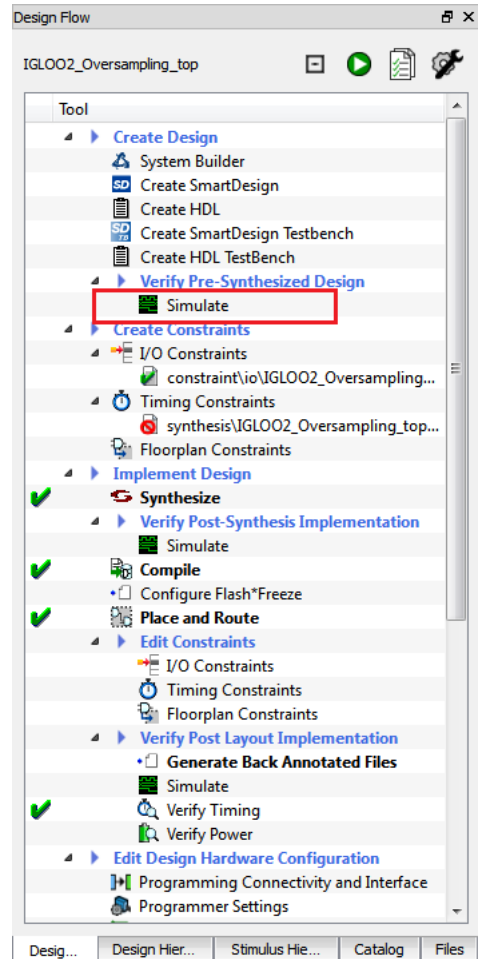 Design Flow
IGLOO2_Oversampling_top
Tool
Create Design
System Builder
SD Create SmartDesign
Create HDL
SD TB Create SmartDesign Testbench
Create HDL TestBench
Verify Pre-Synthesized Design
Simulate
Create Constraints
I/O Constraints
constraint\io\IGLOO2_Oversampling...
Timing Constraints
synthesis\IGLOO2_Oversampling_top...
Floorplan Constraints
Implement Design
Synthesize
Verify Post-Synthesis Implementation
Simulate
Compile
Configure Flash*Freeze
Place and Route
Edit Constraints
I/O Constraints
Timing Constraints
Floorplan Constraints
Verify Post Layout Implementation
Generate Back Annotated Files
Simulate
Verify Timing
Verify Power
Edit Design Hardware Configuration
Programming Connectivity and Interface
Programmer Settings
Desig... Design Hier... Stimulus Hie... Catalog Files